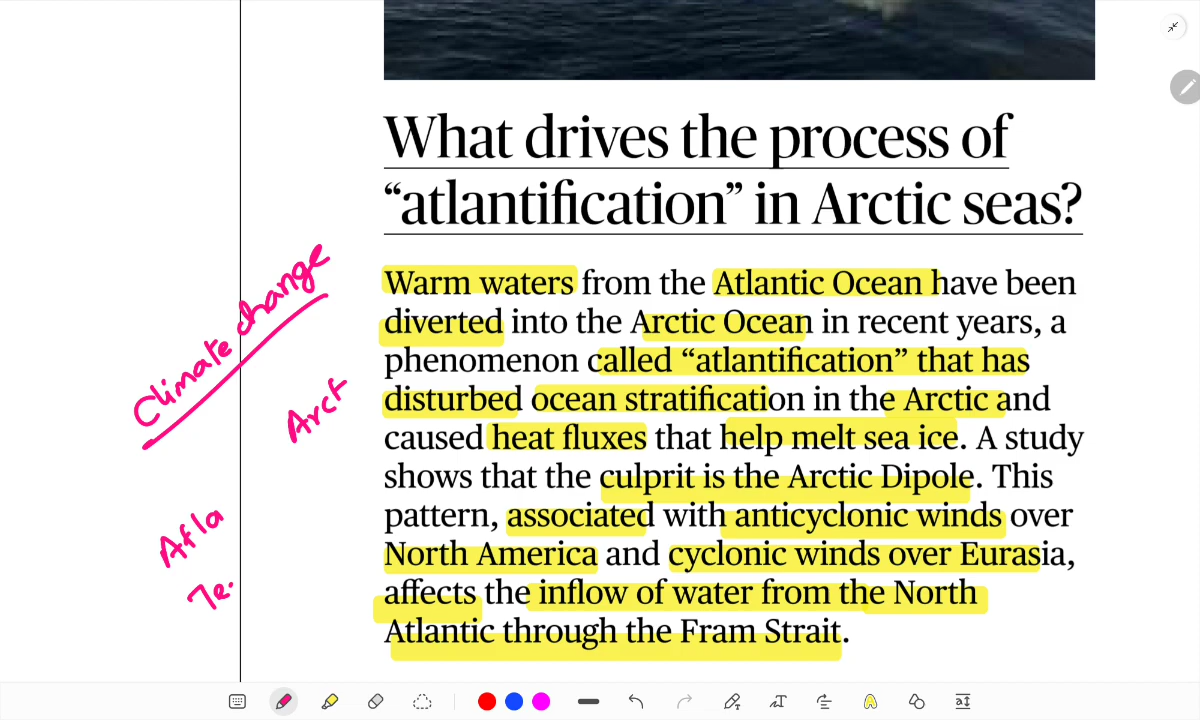 What drives the process of
“atlantification” in Arctic seas?
Warm waters from the Atlantic Ocean have been
diverted into the Arctic Ocean in recent years, a
phenomenon called “atlantification” that has
disturbed ocean stratification in the Arctic and
caused heat fluxes that help melt sea ice. A study
shows that the culprit is the Arctic Dipole. This
pattern, associated with anticyclonic winds over
North America and cyclonic winds over Eurasia,
affects the inflow of water from the North
Atlantic through the Fram Strait.
Climate change
Arct
Atla
Te.